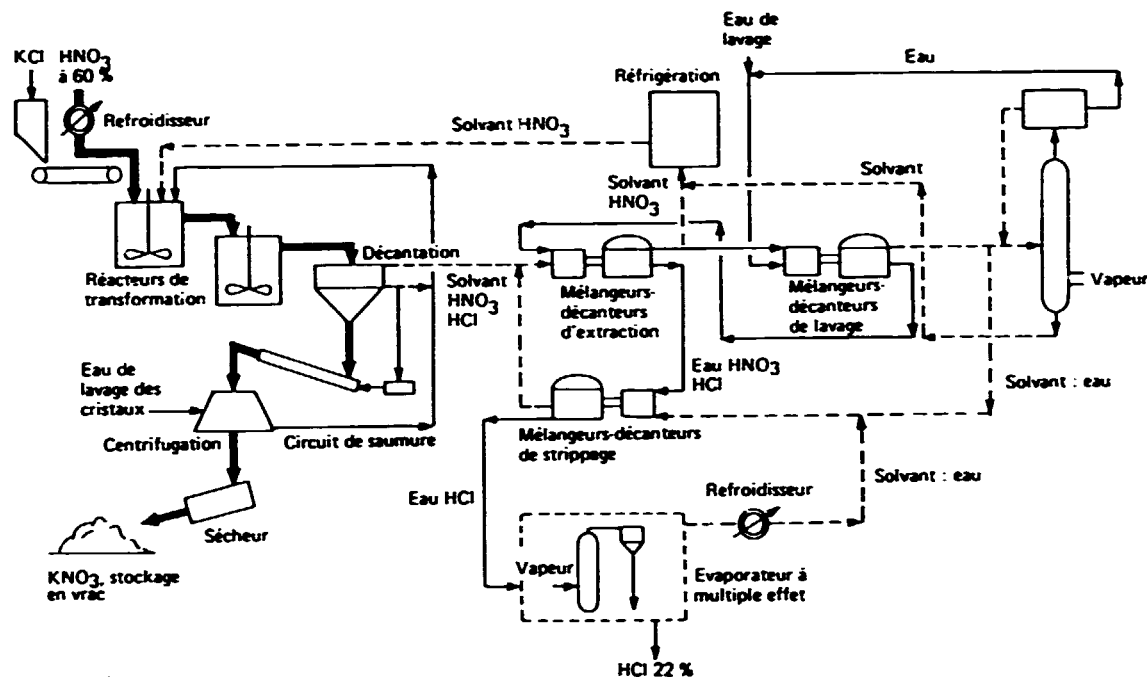 Eau de
lavage
Eau
KCl HNO3
à 60 %
Réfrigération
Refroidisseur
Solvant HNO3
Solvant
HNO3
Solvant
Décantation
Réacteurs de
transformation
Solvant
HNO3
HCl
Mélangeurs-
décanteurs
d'extraction
Mélangeurs-
décanteurs
de lavage
Vapeur
Eau de
lavage des
cristaux
Eau HNO3
HCl
Solvant : eau
Centrifugation
Circuit de saumure
Mélangeurs-décanteurs
de strippage
Eau HCl
Refroidisseur
Solvant : eau
Sécheur
KNO3, stockage
en vrac
Vapeur
Evaporateur à
multiple effet
HCl 22 %